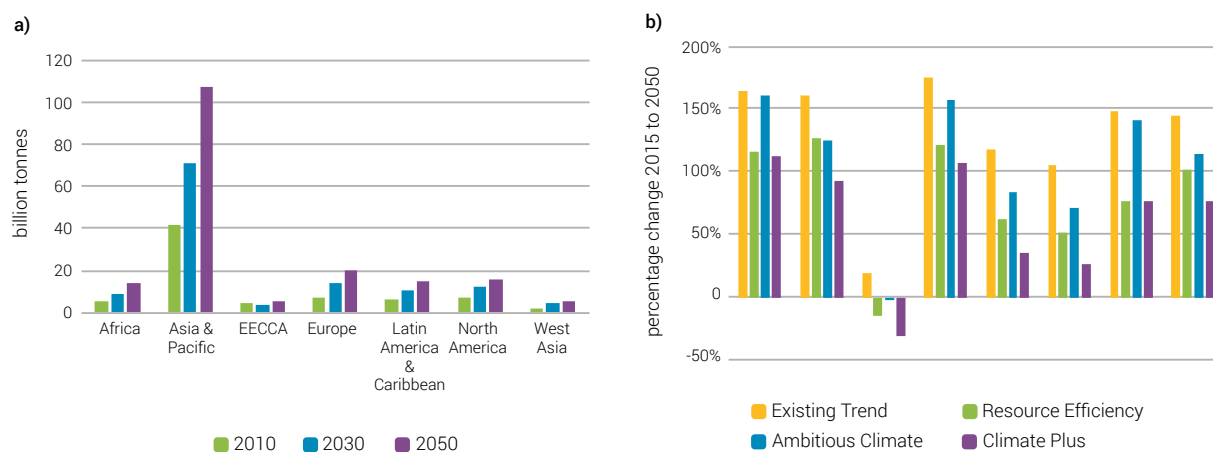 a)
billion tonnes
120
100
80
60
40
20
0
Africa
Asia &
Pacific
EECCA
Europe
Latin
America
&
Caribbean
North
America
West
Asia
2010
2030
2050
b)
percentage change 2015 to 2050
200%
150%
100%
50%
0
-50%
Existing Trend
Resource Efficiency
Ambitious Climate
Climate Plus